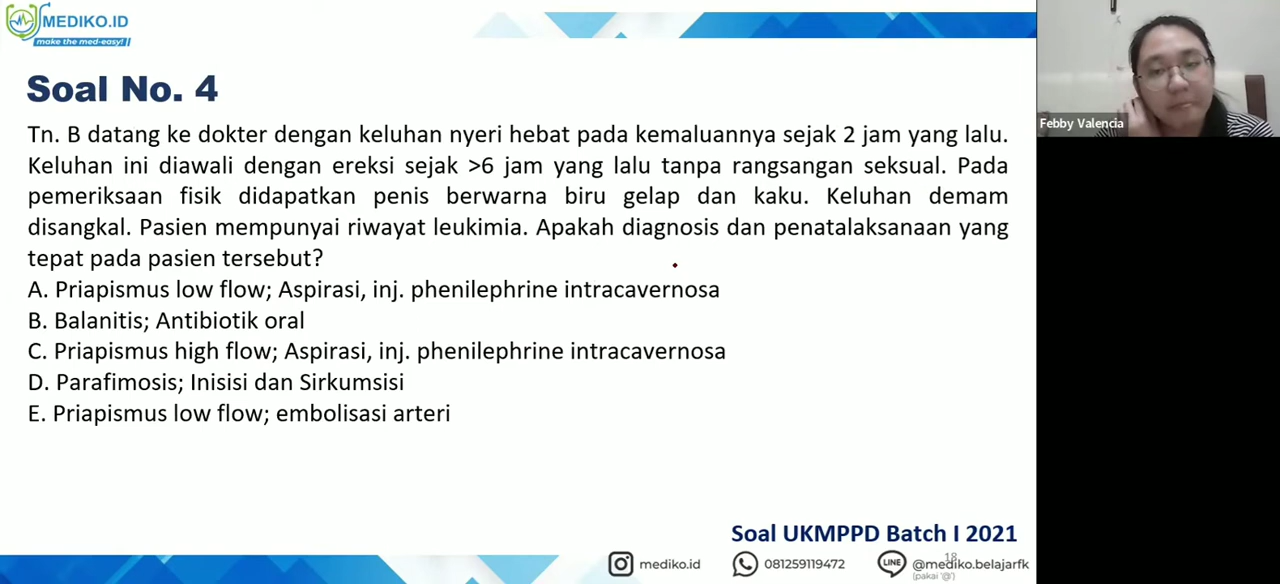 MEDIKO.ID
make the med-easy!
Soal No. 4
Tn. B datang ke dokter dengan keluhan nyeri hebat pada kemaluannya sejak 2 jam yang lalu.
Keluhan ini diawali dengan ereksi sejak >6 jam yang lalu tanpa rangsangan seksual. Pada
pemeriksaan fisik didapatkan penis berwarna biru gelap dan kaku. Keluhan demam
disangkal. Pasien mempunyai riwayat leukimia. Apakah diagnosis dan penatalaksanaan yang
tepat pada pasien tersebut?
A. Priapismus low flow; Aspirasi, inj. phenilephrine intracavernosa
B. Balanitis; Antibiotik oral
C. Priapismus high flow; Aspirasi, inj. phenilephrine intracavernosa
D. Parafimosis; Inisisi dan Sirkumsisi
E. Priapismus low flow; embolisasi arteri
Febby Valencia
Soal UKMPPD Batch I 2021
mediko.id
081259119472
LINE
@mediko.belajarfk
(pakai '@')
18